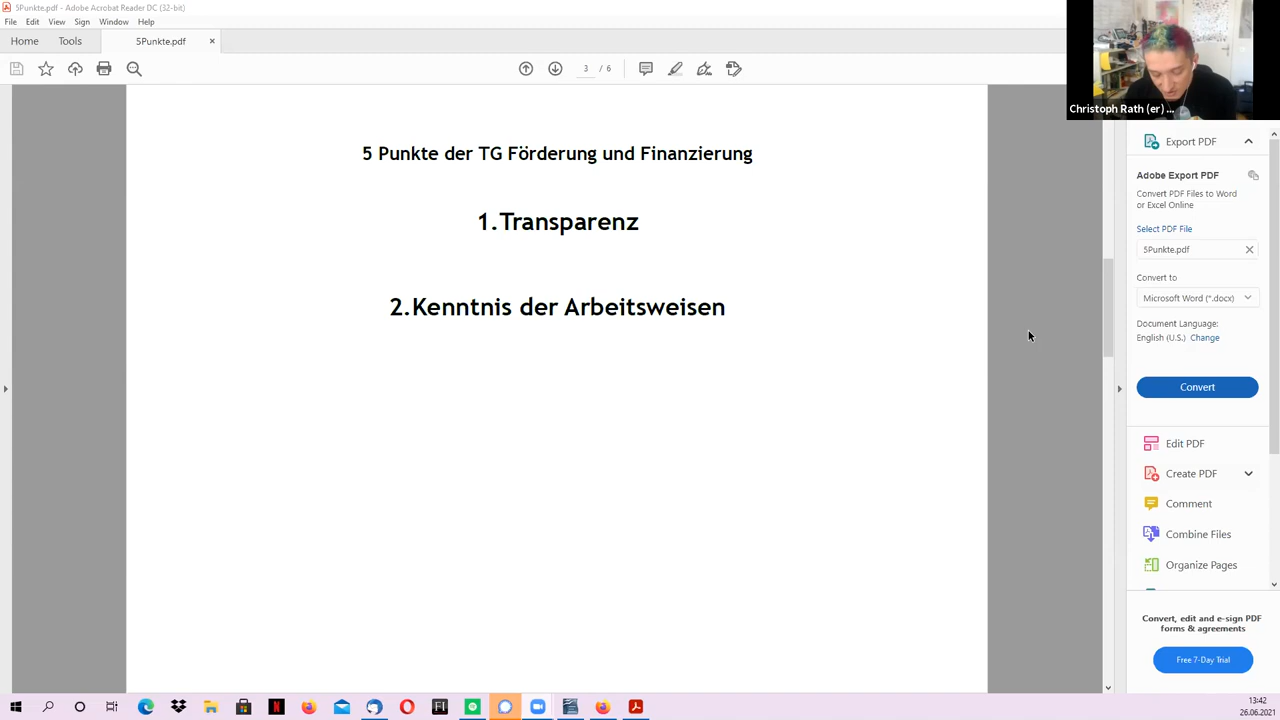 5Punkte.pdf - Adobe Acrobat Reader DC (32-bit)
File Edit View Sign Window Help
Home Tools 5Punkte.pdf
3 / 6
Christoph Rath (er) ...
5 Punkte der TG Förderung und Finanzierung
1.Transparenz
2.Kenntnis der Arbeitsweisen
Export PDF
Adobe Export PDF
Convert PDF Files to Word
or Excel Online
Select PDF File
5Punkte.pdf
Convert to
Microsoft Word (*.docx)
Document Language:
English (U.S.) Change
Convert
Edit PDF
Create PDF
Comment
Combine Files
Organize Pages
Convert, edit and e-sign PDF
forms & agreements
Free 7-Day Trial
13:42
26.06.2021